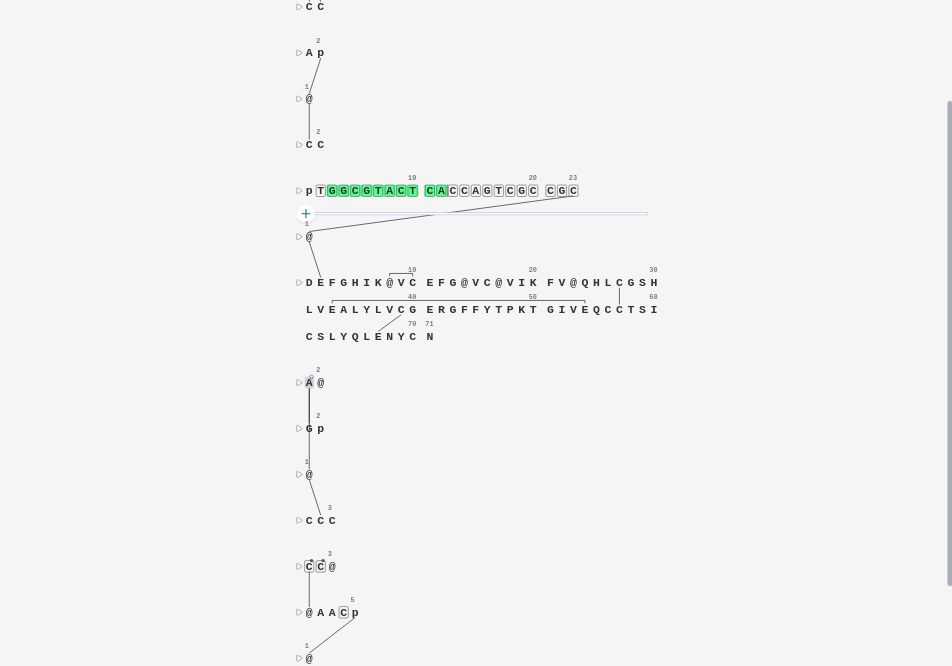 C C
2
A p
1
@
2
C C
10 20 23
p T G G C G T A C T C A C C A G T C G C C G C
+
1
@
10 20 30
D E F G H I K @ V C E F G @ V C @ V I K F V @ Q H L C G S H
40 50 60
L V E A L Y L V C G E R G F F Y T P K T G I V E Q C C T S I
70 71
C S L Y Q L E N Y C N
2
A @
2
G p
1
@
3
C C C
3
C C @
5
@ A A C p
1
@